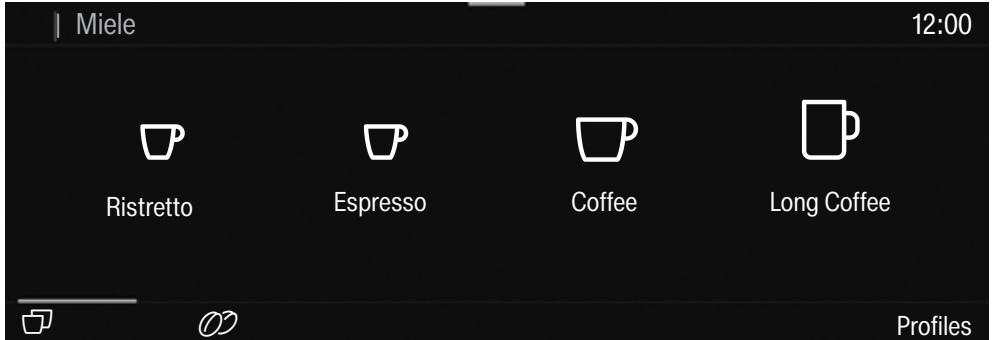 | Miele
12:00
Ristretto
Espresso
Coffee
Long Coffee
Profiles